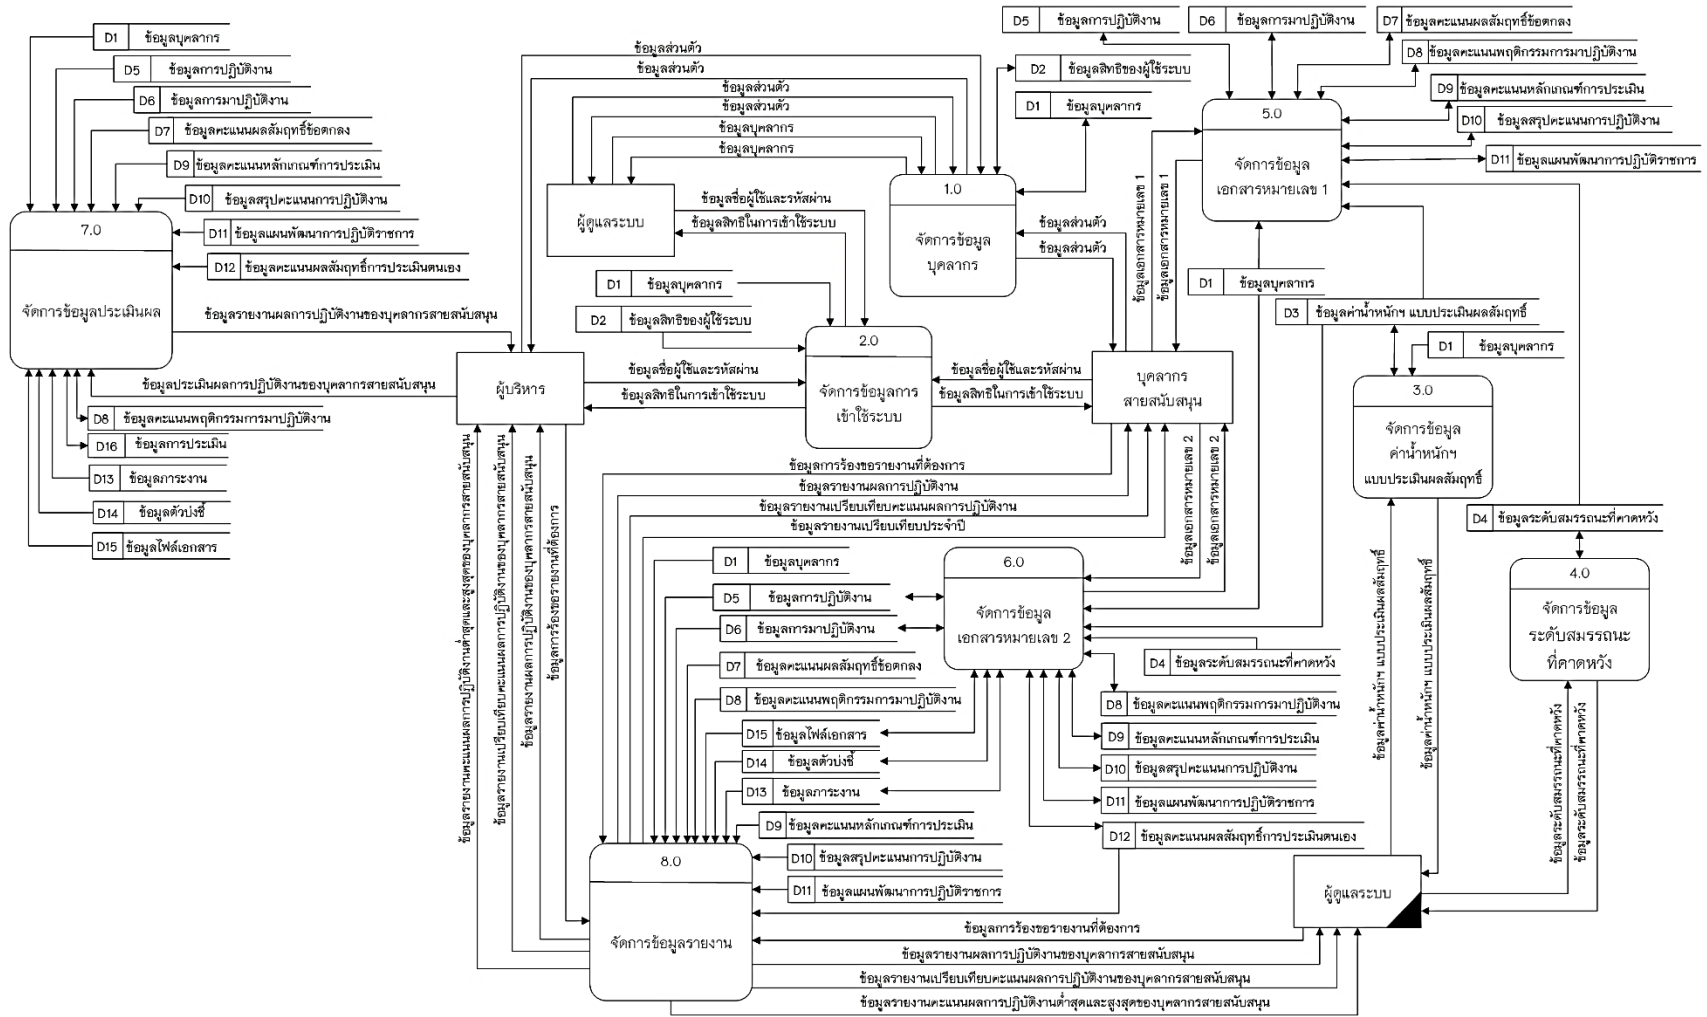 D1 ข้อมูลบุคลากร
D5 ข้อมูลการปฏิบัติงาน
D6 ข้อมูลการมาปฏิบัติงาน
D7 ข้อมูลคะแนนผลสัมฤทธิ์ข้อตกลง
D9 ข้อมูลคะแนนหลักเกณฑ์การประเมิน
D10 ข้อมูลสรุปคะแนนการปฏิบัติงาน
D11 ข้อมูลแผนพัฒนาการปฏิบัติราชการ
D12 ข้อมูลคะแนนผลสัมฤทธิ์การประเมินตนเอง
7.0
จัดการข้อมูลประเมินผล
ข้อมูลรายงานผลการปฏิบัติงานของบุคลากรสายสนับสนุน
ข้อมูลประเมินผลการปฏิบัติงานของบุคลากรสายสนับสนุน
D8 ข้อมูลคะแนนพฤติกรรมการมาปฏิบัติงาน
D16 ข้อมูลการประเมิน
D13 ข้อมูลภาระงาน
D14 ข้อมูลตัวบ่งชี้
D15 ข้อมูลไฟล์เอกสาร
ข้อมูลส่วนตัว
ข้อมูลส่วนตัว
ข้อมูลส่วนตัว
ข้อมูลส่วนตัว
ข้อมูลบุคลากร
ข้อมูลบุคลากร
ผู้ดูแลระบบ
ข้อมูลชื่อผู้ใช้และรหัสผ่าน
ข้อมูลสิทธิในการเข้าใช้ระบบ
D1 ข้อมูลบุคลากร
D2 ข้อมูลสิทธิของผู้ใช้ระบบ
D2 ข้อมูลสิทธิของผู้ใช้ระบบ
D1 ข้อมูลบุคลากร
1.0
จัดการข้อมูล
บุคลากร
ข้อมูลส่วนตัว
ข้อมูลส่วนตัว
2.0
จัดการข้อมูลการ
เข้าใช้ระบบ
ผู้บริหาร
ข้อมูลชื่อผู้ใช้และรหัสผ่าน
ข้อมูลสิทธิในการเข้าใช้ระบบ
ข้อมูลชื่อผู้ใช้และรหัสผ่าน
ข้อมูลสิทธิในการเข้าใช้ระบบ
บุคลากร
สายสนับสนุน
ข้อมูลเอกสารหมายเลข 1
ข้อมูลเอกสารหมายเลข 1
D5 ข้อมูลการปฏิบัติงาน
D6 ข้อมูลการมาปฏิบัติงาน
D7 ข้อมูลคะแนนผลสัมฤทธิ์ข้อตกลง
D8 ข้อมูลคะแนนพฤติกรรมการมาปฏิบัติงาน
D9 ข้อมูลคะแนนหลักเกณฑ์การประเมิน
D10 ข้อมูลสรุปคะแนนการปฏิบัติงาน
D11 ข้อมูลแผนพัฒนาการปฏิบัติราชการ
5.0
จัดการข้อมูล
เอกสารหมายเลข 1
D1 ข้อมูลบุคลากร
D3 ข้อมูลค่าน้ำหนักฯ แบบประเมินผลสัมฤทธิ์
D1 ข้อมูลบุคลากร
3.0
จัดการข้อมูล
ค่าน้ำหนักฯ
แบบประเมินผลสัมฤทธิ์
D4 ข้อมูลระดับสมรรถนะที่คาดหวัง
4.0
จัดการข้อมูล
ระดับสมรรถนะ
ที่คาดหวัง
ข้อมูลค่าน้ำหนักฯ แบบประเมินผลสัมฤทธิ์
ข้อมูลค่าน้ำหนักฯ แบบประเมินผลสัมฤทธิ์
ข้อมูลระดับสมรรถนะที่คาดหวัง
ข้อมูลระดับสมรรถนะที่คาดหวัง
ผู้ดูแลระบบ
ข้อมูลรายงานคะแนนผลการปฏิบัติงานต่ำสุดและสูงสุดของบุคลากรสายสนับสนุน
ข้อมูลรายงานเปรียบเทียบคะแนนผลการปฏิบัติงานของบุคลากรสายสนับสนุน
ข้อมูลรายงานผลการปฏิบัติงานของบุคลากรสายสนับสนุน
ข้อมูลการร้องขอรายงานที่ต้องการ
ข้อมูลการร้องขอรายงานที่ต้องการ
ข้อมูลรายงานผลการปฏิบัติงาน
ข้อมูลรายงานเปรียบเทียบคะแนนผลการปฏิบัติงาน
ข้อมูลรายงานเปรียบเทียบประจำปี
ข้อมูลเอกสารหมายเลข 2
ข้อมูลเอกสารหมายเลข 2
D1 ข้อมูลบุคลากร
D5 ข้อมูลการปฏิบัติงาน
D6 ข้อมูลการมาปฏิบัติงาน
D7 ข้อมูลคะแนนผลสัมฤทธิ์ข้อตกลง
D8 ข้อมูลคะแนนพฤติกรรมการมาปฏิบัติงาน
D15 ข้อมูลไฟล์เอกสาร
D14 ข้อมูลตัวบ่งชี้
D13 ข้อมูลภาระงาน
D9 ข้อมูลคะแนนหลักเกณฑ์การประเมิน
D10 ข้อมูลสรุปคะแนนการปฏิบัติงาน
D11 ข้อมูลแผนพัฒนาการปฏิบัติราชการ
6.0
จัดการข้อมูล
เอกสารหมายเลข 2
D4 ข้อมูลระดับสมรรถนะที่คาดหวัง
D8 ข้อมูลคะแนนพฤติกรรมการมาปฏิบัติงาน
D9 ข้อมูลคะแนนหลักเกณฑ์การประเมิน
D10 ข้อมูลสรุปคะแนนการปฏิบัติงาน
D11 ข้อมูลแผนพัฒนาการปฏิบัติราชการ
D12 ข้อมูลคะแนนผลสัมฤทธิ์การประเมินตนเอง
8.0
จัดการข้อมูลรายงาน
ข้อมูลการร้องขอรายงานที่ต้องการ
ข้อมูลรายงานผลการปฏิบัติงานของบุคลากรสายสนับสนุน
ข้อมูลรายงานเปรียบเทียบคะแนนผลการปฏิบัติงานของบุคลากรสายสนับสนุน
ข้อมูลรายงานคะแนนผลการปฏิบัติงานต่ำสุดและสูงสุดของบุคลากรสายสนับสนุน